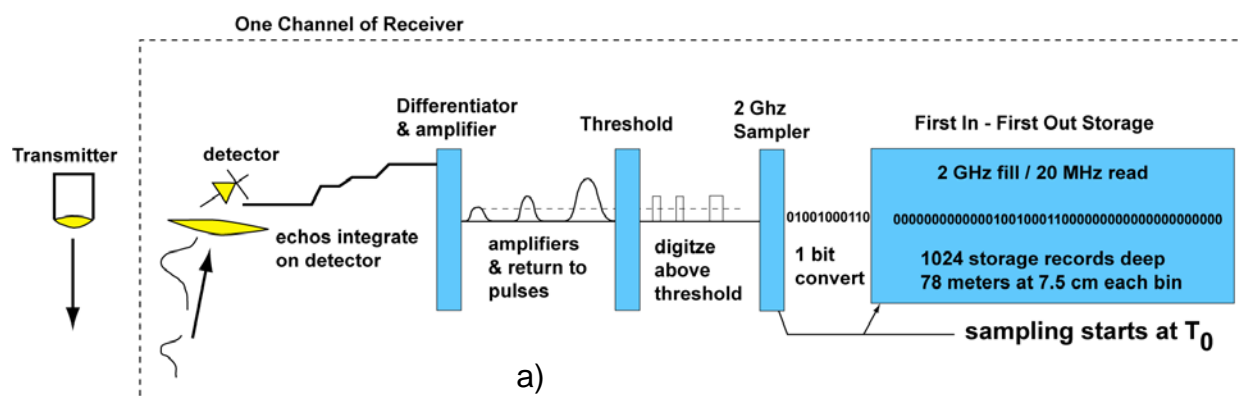 One Channel of Receiver
Transmitter
detector
echos integrate
on detector
Differentiator
& amplifier
amplifiers
& return to
pulses
Threshold
digitze
above
threshold
2 Ghz
Sampler
01001000110
1 bit
convert
First In - First Out Storage
2 GHz fill / 20 MHz read
0000000000000100100011000000000000000000000
1024 storage records deep
78 meters at 7.5 cm each bin
sampling starts at T0
a)